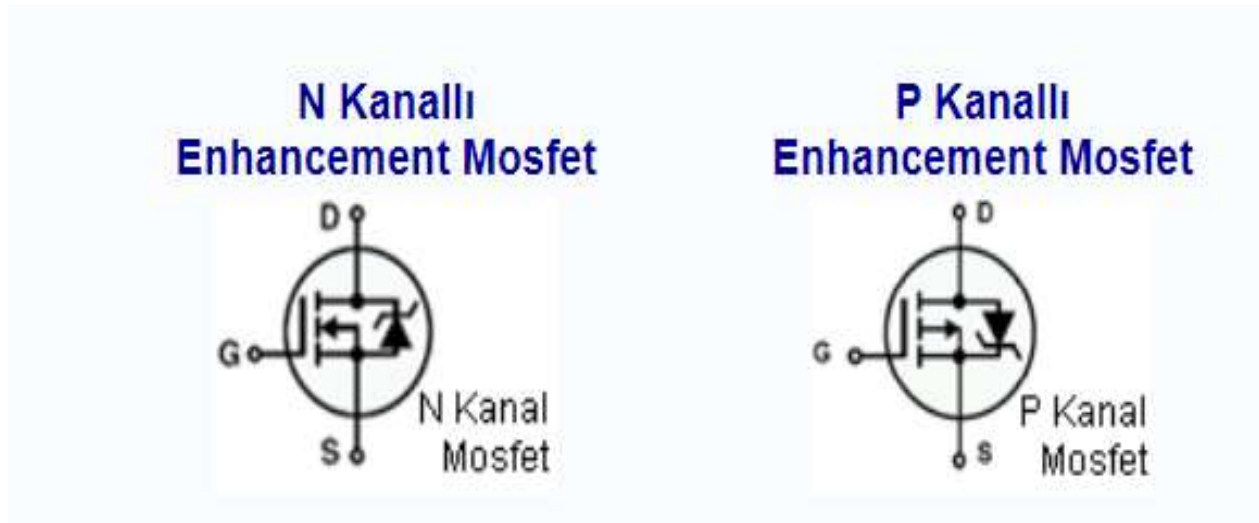 N Kanallı
Enhancement Mosfet
D
G
S
N Kanal
Mosfet
P Kanallı
Enhancement Mosfet
D
G
S
P Kanal
Mosfet